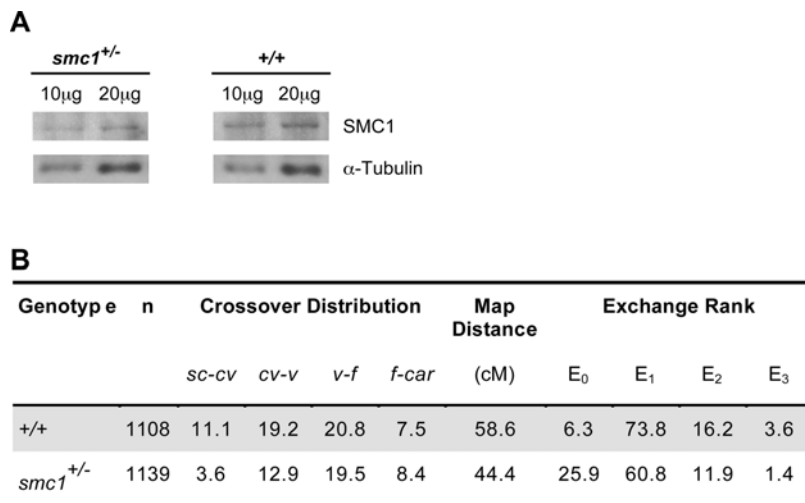 A
smc1+/- +/+
10µg 20µg 10µg 20µg
SMC1
α-Tubulin
B
Genotyp e n Crossover Distribution Map Distance Exchange Rank
sc-cv cv-v v-f f-car (cM) E0 E1 E2 E3
+/+ 1108 11.1 19.2 20.8 7.5 58.6 6.3 73.8 16.2 3.6
smc1+/- 1139 3.6 12.9 19.5 8.4 44.4 25.9 60.8 11.9 1.4